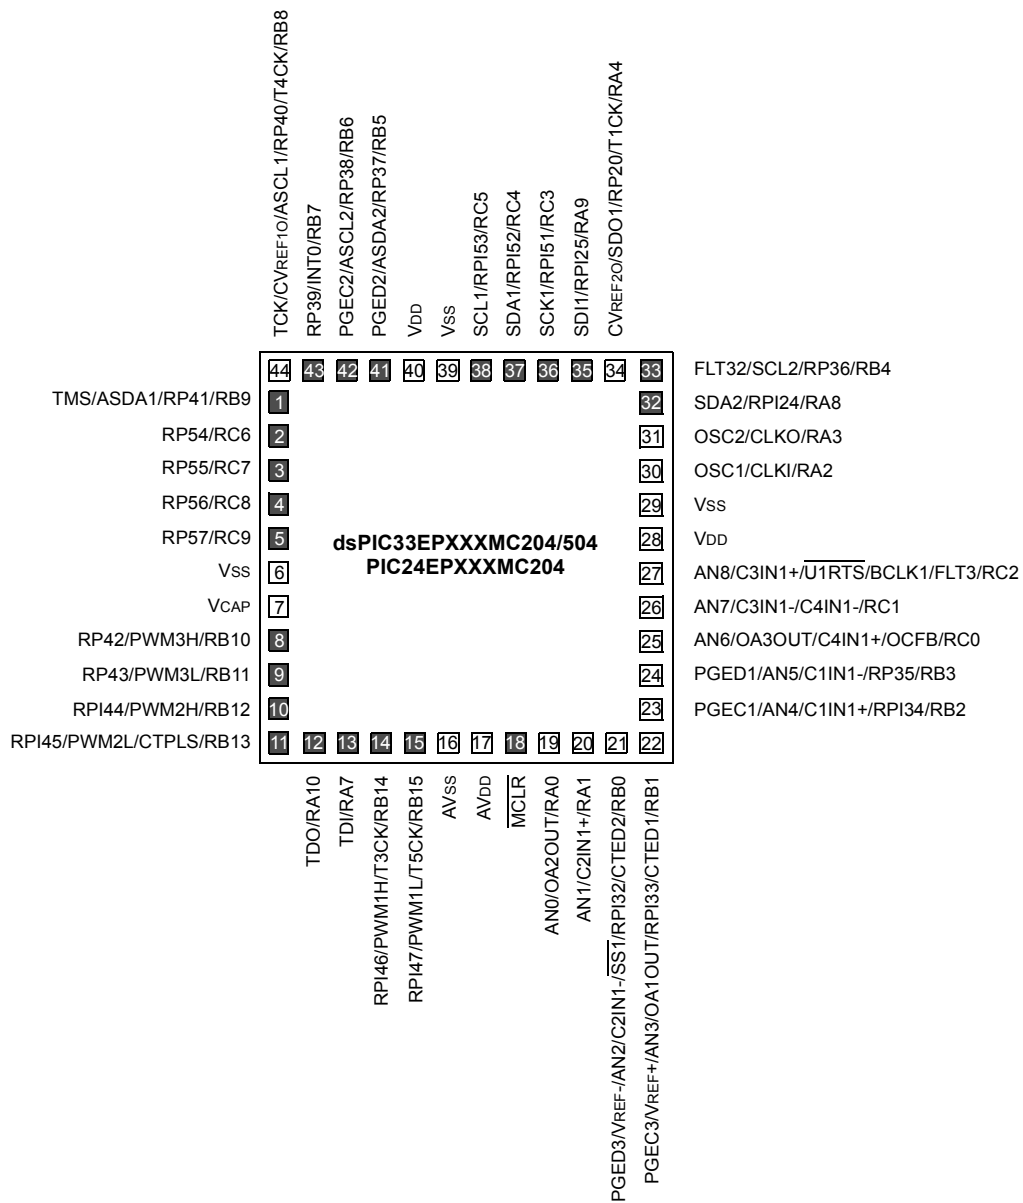 TCK/CVREF1O/ASCL1/RP40/T4CK/RB8
RP39/INT0/RB7
PGEC2/ASCL2/RP38/RB6
PGED2/ASDA2/RP37/RB5
VDD
VSS
SCL1/RPI53/RC5
SDA1/RPI52/RC4
SCK1/RPI51/RC3
SDI1/RPI25/RA9
CVREF2O/SDO1/RP20/T1CK/RA4
44 43 42 41 40 39 38 37 36 35 34 33 FLT32/SCL2/RP36/RB4
TMS/ASDA1/RP41/RB9 1 32 SDA2/RPI24/RA8
RP54/RC6 2 31 OSC2/CLKO/RA3
RP55/RC7 3 30 OSC1/CLKI/RA2
RP56/RC8 4 29 VSS
RP57/RC9 5 dsPIC33EPXXXMC204/504 28 VDD
VSS 6 PIC24EPXXXMC204 27 AN8/C3IN1+/U1RTS/BCLK1/FLT3/RC2
VCAP 7 26 AN7/C3IN1-/C4IN1-/RC1
RP42/PWM3H/RB10 8 25 AN6/OA3OUT/C4IN1+/OCFB/RC0
RP43/PWM3L/RB11 9 24 PGED1/AN5/C1IN1-/RP35/RB3
RPI44/PWM2H/RB12 10 23 PGEC1/AN4/C1IN1+/RPI34/RB2
RPI45/PWM2L/CTPLS/RB13 11 12 13 14 15 16 17 18 19 20 21 22
TDO/RA10
TDI/RA7
RPI46/PWM1H/T3CK/RB14
RPI47/PWM1L/T5CK/RB15
AVSS
AVDD
MCLR
AN0/OA2OUT/RA0
AN1/C2IN1+/RA1
PGED3/VREF-/AN2/C2IN1-/SS1/RPI32/CTED2/RB0
PGEC3/VREF+/AN3/OA1OUT/RPI33/CTED1/RB1